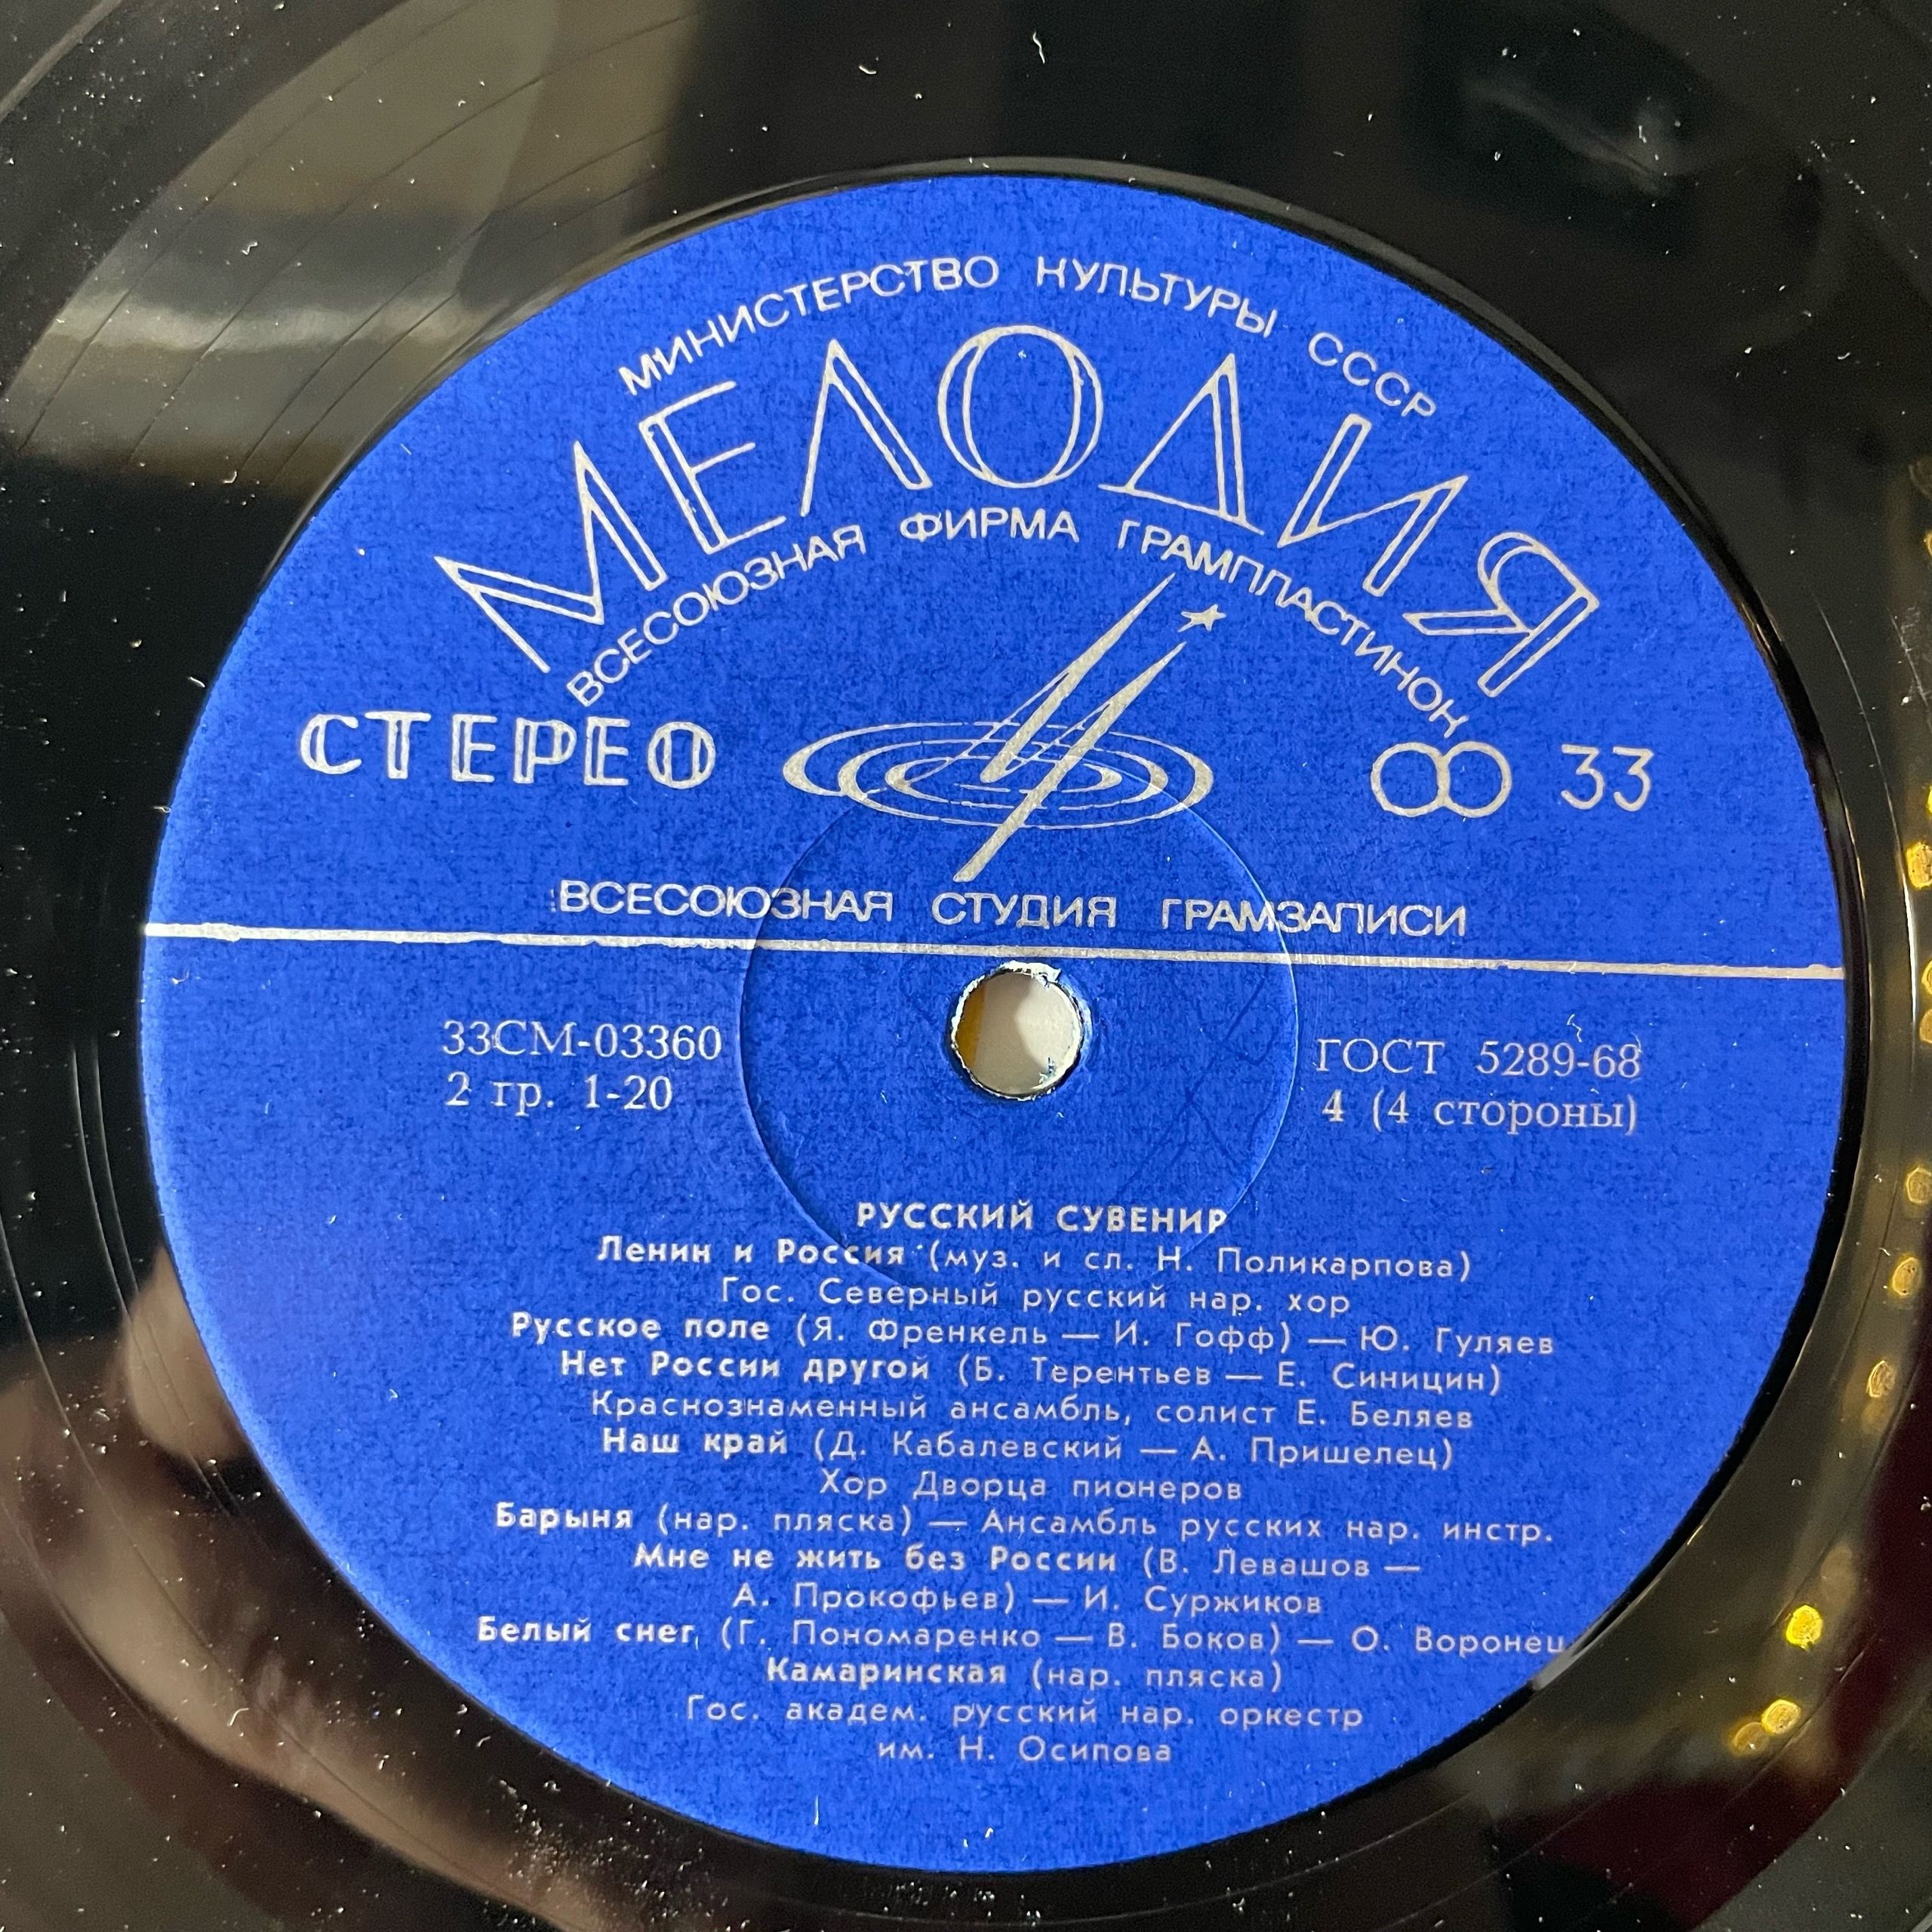 МИНИСТЕРСТВО КУЛЬТУРЫ СССР
МЕЛОДИЯ
ВСЕСОЮЗНАЯ ФИРМА ГРАМПЛАСТИНОК
СТЕРЕО
33
ВСЕСОЮЗНАЯ СТУДИЯ ГРАМЗАПИСИ
33СМ-03360
ГОСТ 5289-68
2 гр. 1-20
4 (4 стороны)
РУССКИЙ СУВЕНИР
Ленин и Россия (муз. и сл. Н. Поликарпова)
Гос. Северный русский нар. хор
Русское поле (Я. Френкель — И. Гофф) — Ю. Гуляев
Нет России другой (Б. Терентьев — Е. Синицин)
Краснознаменный ансамбль, солист Е. Беляев
Наш край (Д. Кабалевский — А. Пришелец)
Хор Дворца пионеров
Барыня (нар. пляска) — Ансамбль русских нар. инстр.
Мне не жить без России (В. Левашов —
А. Прокофьев) — И. Суржиков
Белый снег (Г. Пономаренко — В. Боков) — О. Воронец
Камаринская (нар. пляска)
Гос. академ. русский нар. оркестр
им. Н. Осипова